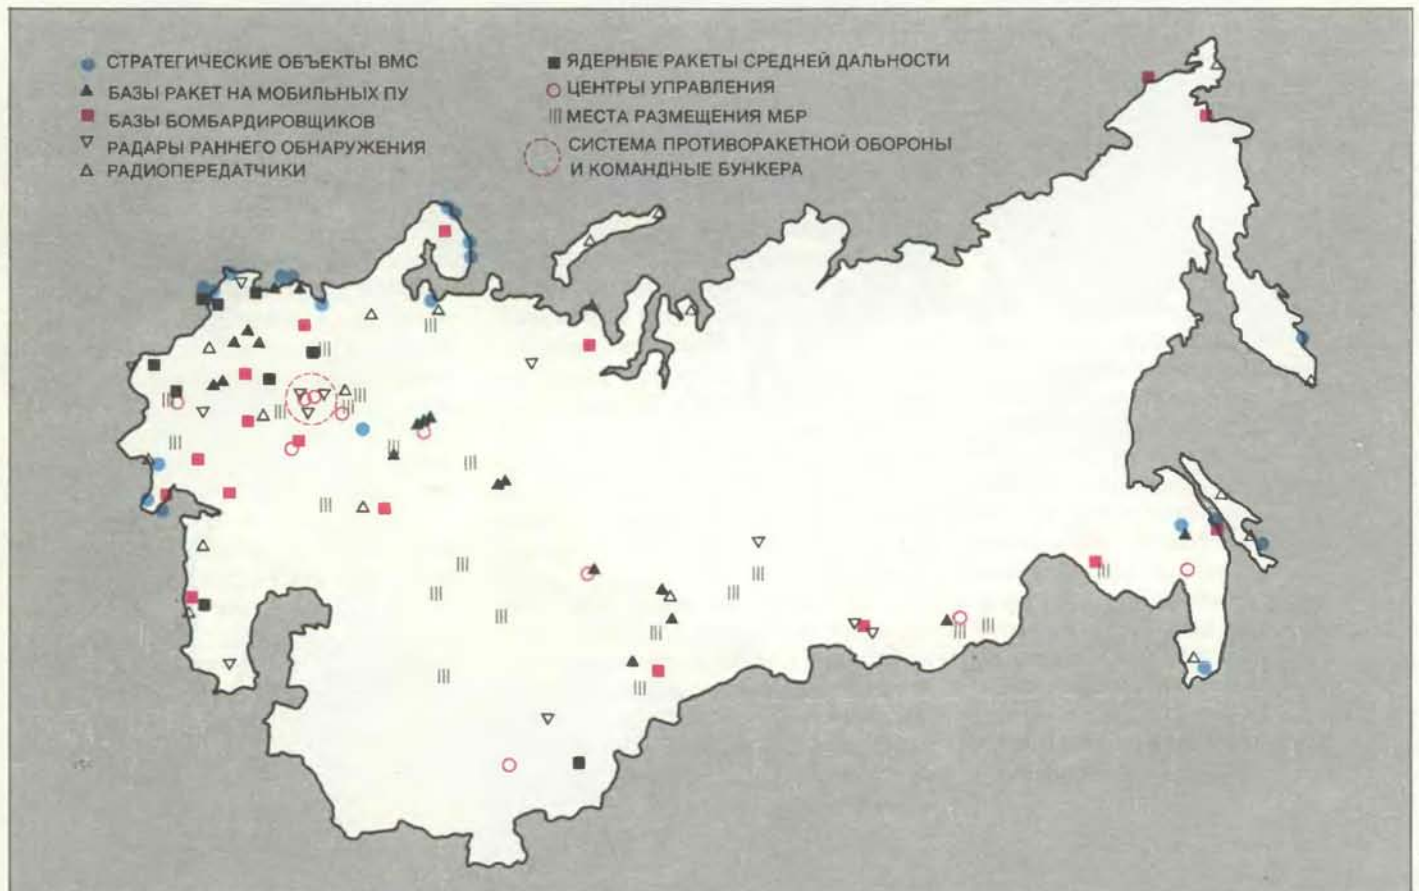 СТРАТЕГИЧЕСКИЕ ОБЪЕКТЫ ВМС
БАЗЫ РАКЕТ НА МОБИЛЬНЫХ ПУ
БАЗЫ БОМБАРДИРОВЩИКОВ
РАДАРЫ РАННЕГО ОБНАРУЖЕНИЯ
РАДИОПЕРЕДАТЧИКИ
ЯДЕРНЫЕ РАКЕТЫ СРЕДНЕЙ ДАЛЬНОСТИ
ЦЕНТРЫ УПРАВЛЕНИЯ
МЕСТА РАЗМЕЩЕНИЯ МБР
СИСТЕМА ПРОТИВОРАКЕТНОЙ ОБОРОНЫ
И КОМАНДНЫЕ БУНКЕРА